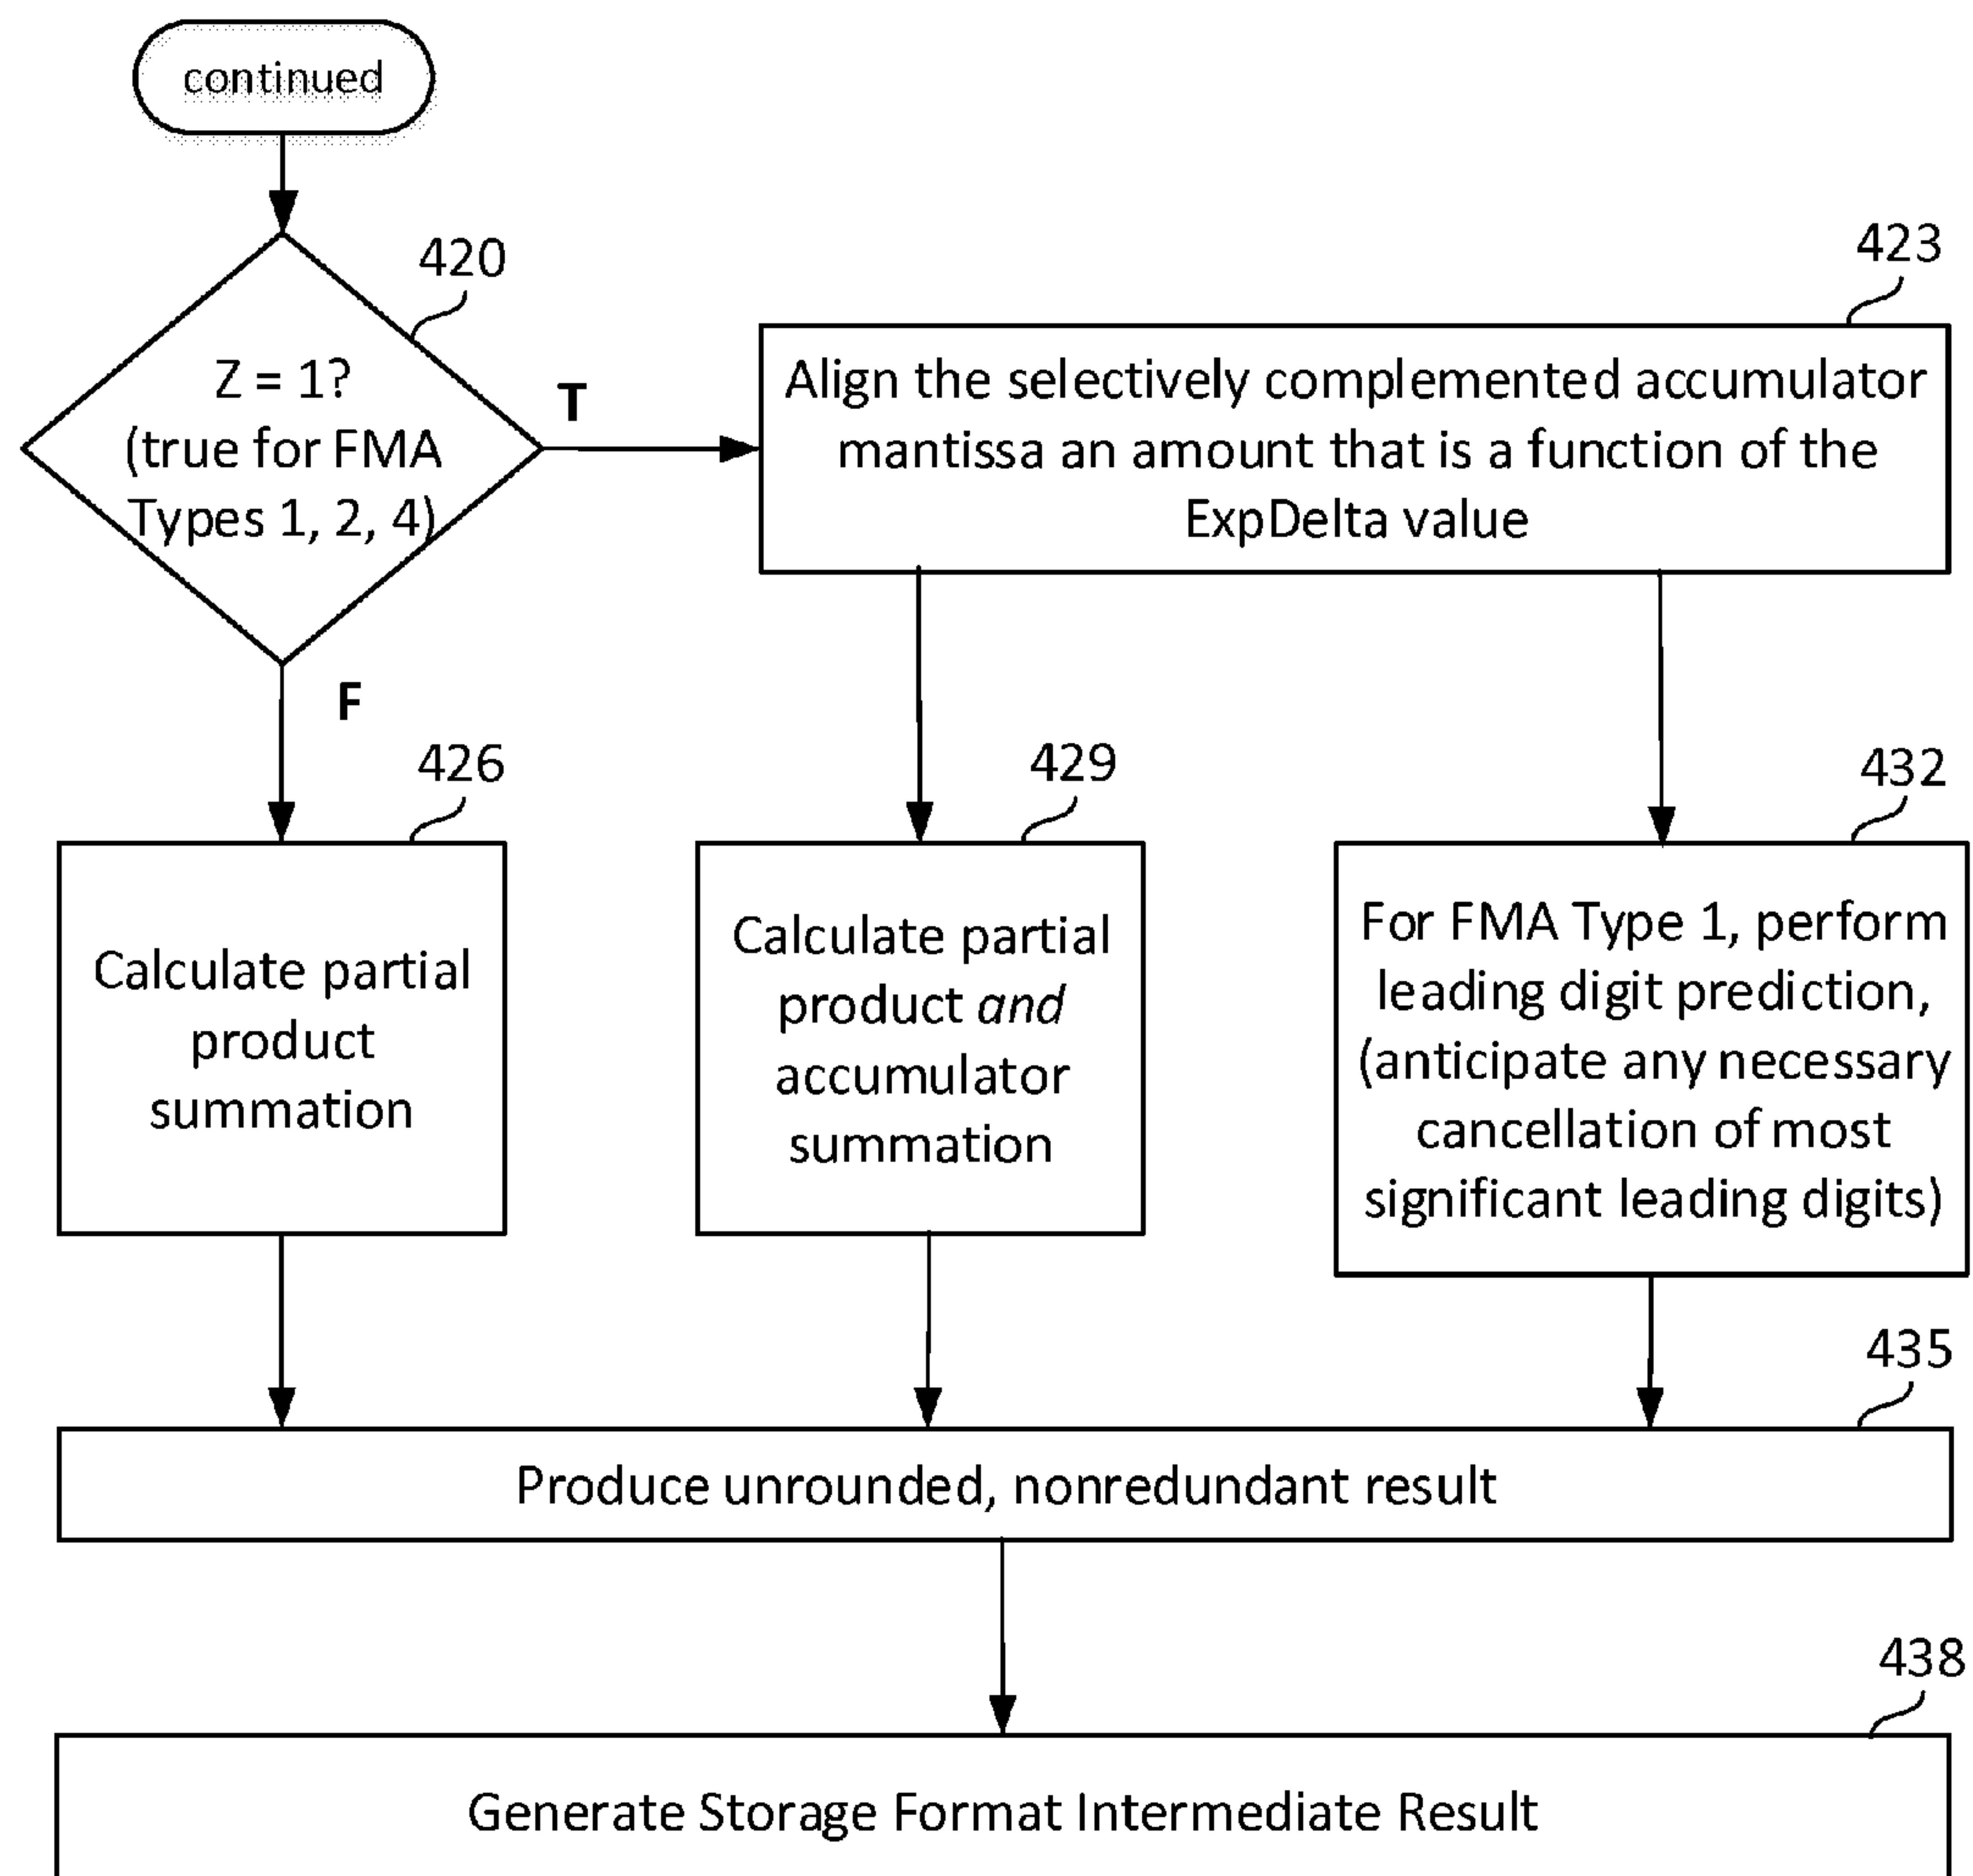 continued
420
Z = 1?
(true for FMA
Types 1, 2, 4)
T
F
423
Align the selectively complemented accumulator
mantissa an amount that is a function of the
ExpDelta value
426
Calculate partial
product
summation
429
Calculate partial
product and
accumulator
summation
432
For FMA Type 1, perform
leading digit prediction,
(anticipate any necessary
cancellation of most
significant leading digits)
435
Produce unrounded, nonredundant result
438
Generate Storage Format Intermediate Result